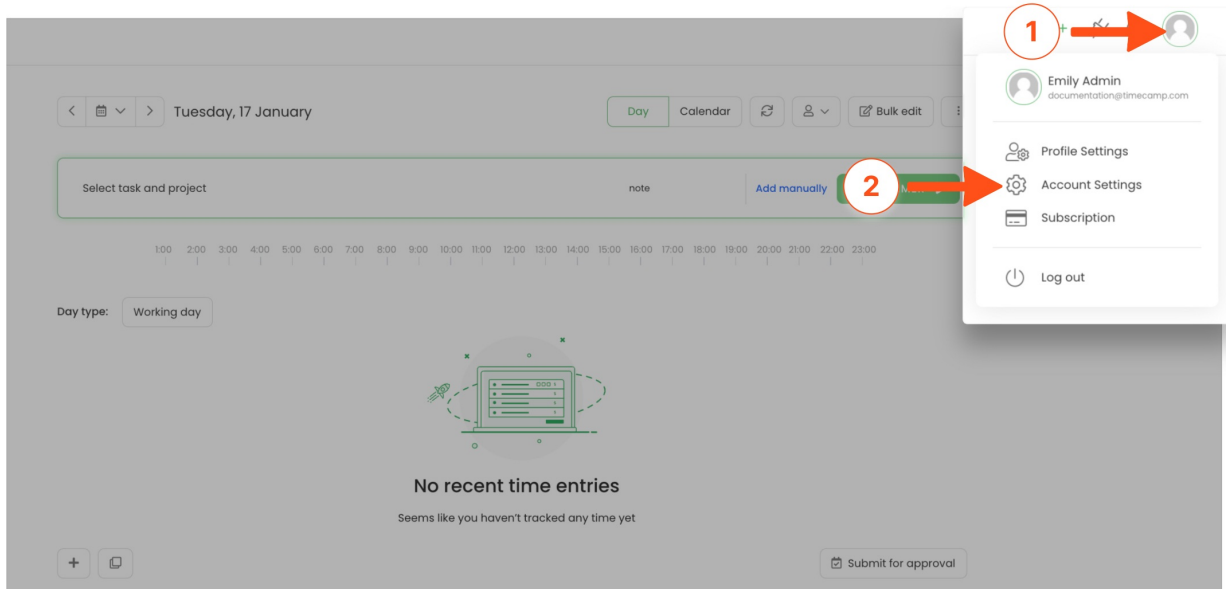 1
Emily Admin
documentation@timecamp.com
Tuesday, 17 January
Day Calendar
Bulk edit
Profile Settings
Select task and project
note
Add manually
2
Account Settings
Subscription
1:00 2:00 3:00 4:00 5:00 6:00 7:00 8:00 9:00 10:00 11:00 12:00 13:00 14:00 15:00 16:00 17:00 18:00 19:00 20:00 21:00 22:00 23:00
Log out
Day type: Working day
No recent time entries
Seems like you haven't tracked any time yet
Submit for approval